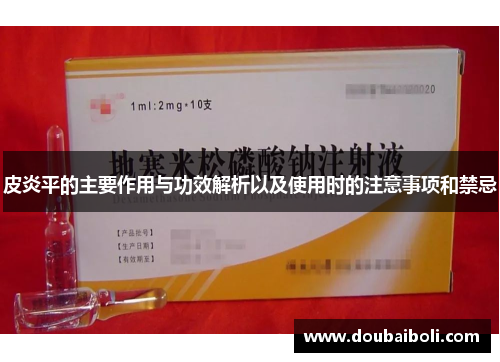 020
1ml:2mg*10支
地塞米松磷酸钠注射液
皮炎平的主要作用与功效解析以及使用时的注意事项和禁忌
【产品批号】
【生产日期】
【有效期至】
www.doubaiboli.com